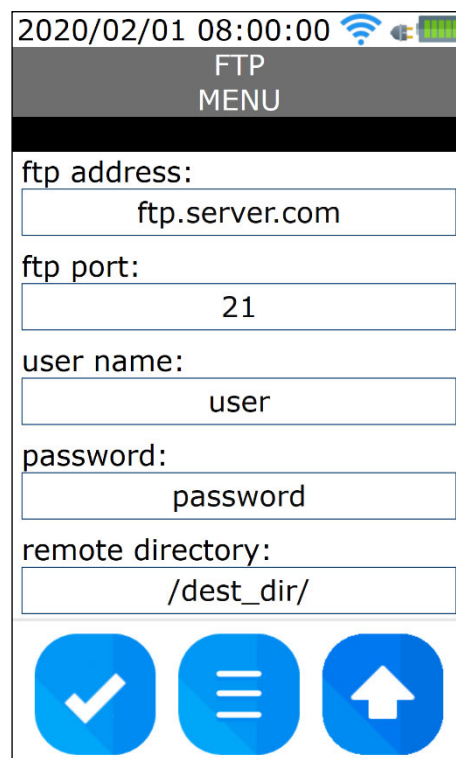 2020/02/01 08:00:00
FTP
MENU
ftp address:
ftp.server.com
ftp port:
21
user name:
user
password:
password
remote directory:
/dest_dir/